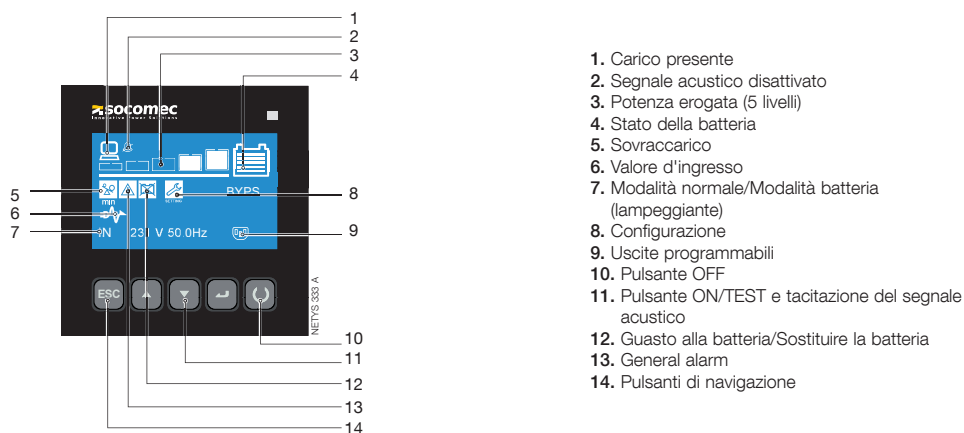 1
2
3
4
socomec
Innovative Power Solutions
5
min
SETTING
BYPS
8
6
7
IN 231 V 50.0Hz
9
ESC
NETYS 333 A
10
11
12
13
14
1. Carico presente
2. Segnale acustico disattivato
3. Potenza erogata (5 livelli)
4. Stato della batteria
5. Sovraccarico
6. Valore d'ingresso
7. Modalità normale/Modalità batteria
(lampeggiante)
8. Configurazione
9. Uscite programmabili
10. Pulsante OFF
11. Pulsante ON/TEST e tacitazione del segnale
acustico
12. Guasto alla batteria/Sostituire la batteria
13. General alarm
14. Pulsanti di navigazione